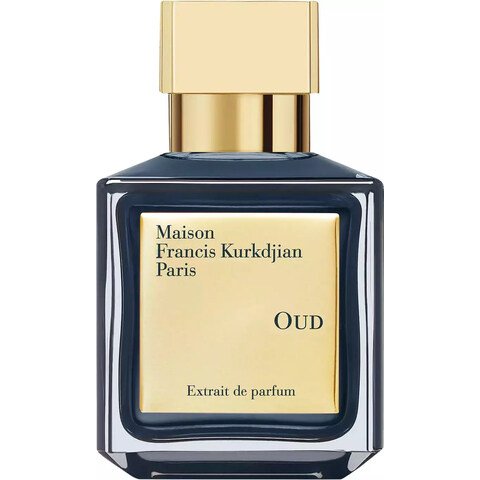 Maison
Francis Kurkdjian
Paris
OUD
Extrait de parfum